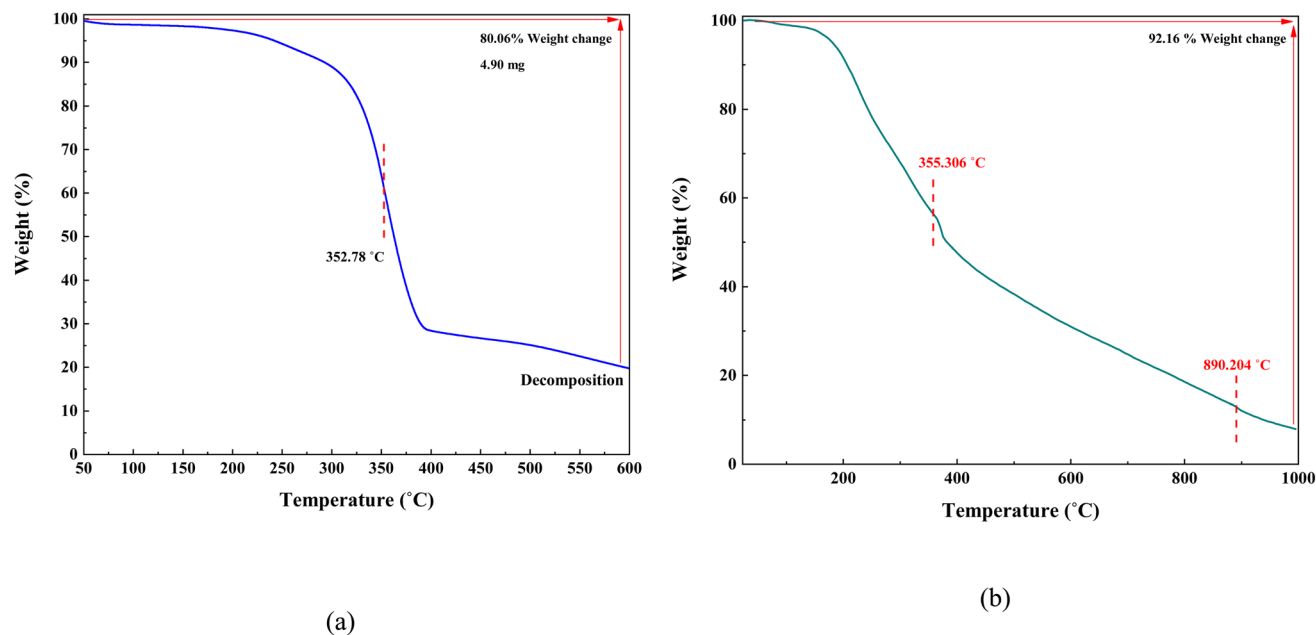 100
90
80
70
60
50
40
30
20
10
0
Weight (%)
80.06% Weight change
4.90 mg
352.78 ˚C
Decomposition
50 100 150 200 250 300 350 400 450 500 550 600
Temperature (˚C)
(a)
100
80
60
40
20
0
Weight (%)
92.16 % Weight change
355.306 ˚C
890.204 ˚C
200 400 600 800 1000
Temperature (˚C)
(b)